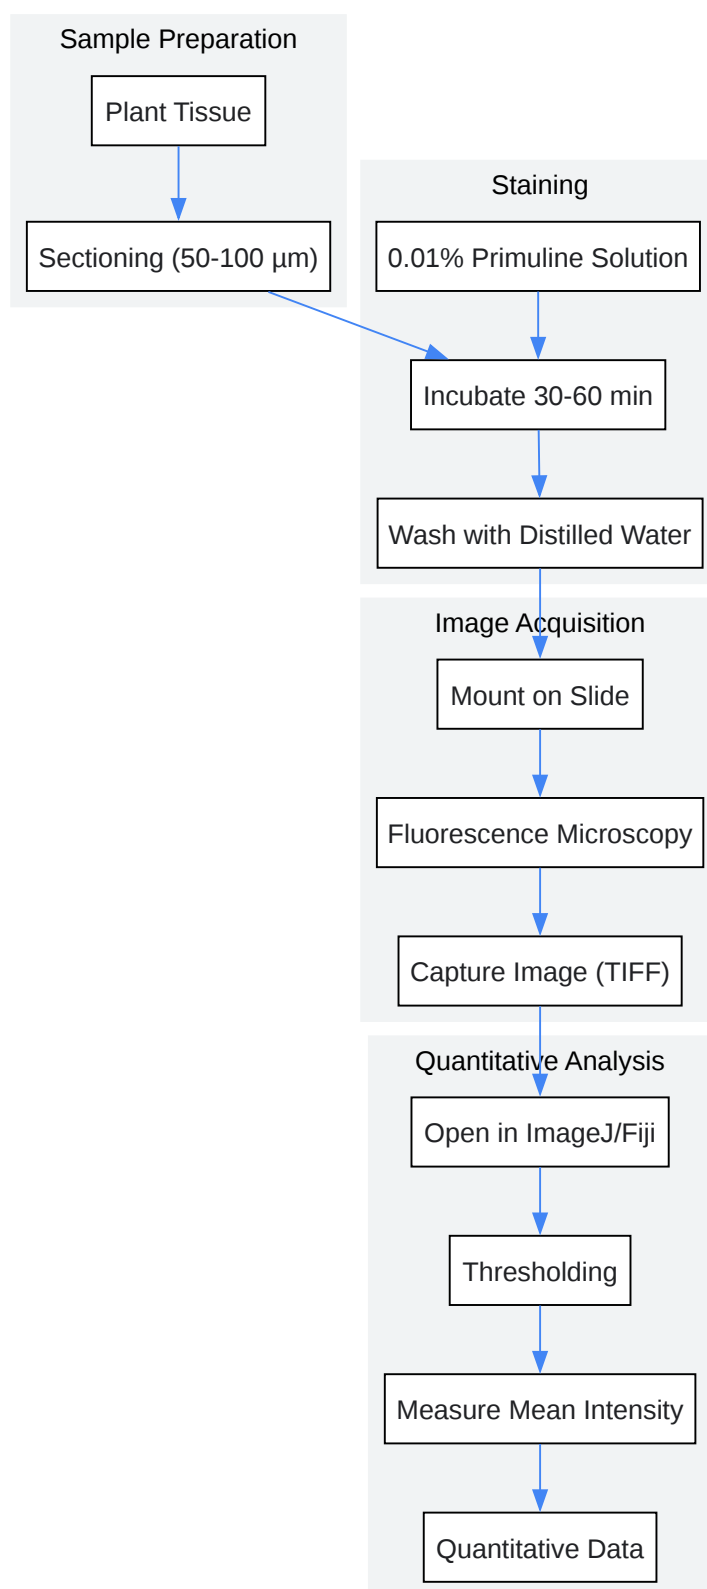 Sample Preparation
Plant Tissue
Sectioning (50-100 µm)
Staining
0.01% Primuline Solution
Incubate 30-60 min
Wash with Distilled Water
Image Acquisition
Mount on Slide
Fluorescence Microscopy
Capture Image (TIFF)
Quantitative Analysis
Open in ImageJ/Fiji
Thresholding
Measure Mean Intensity
Quantitative Data